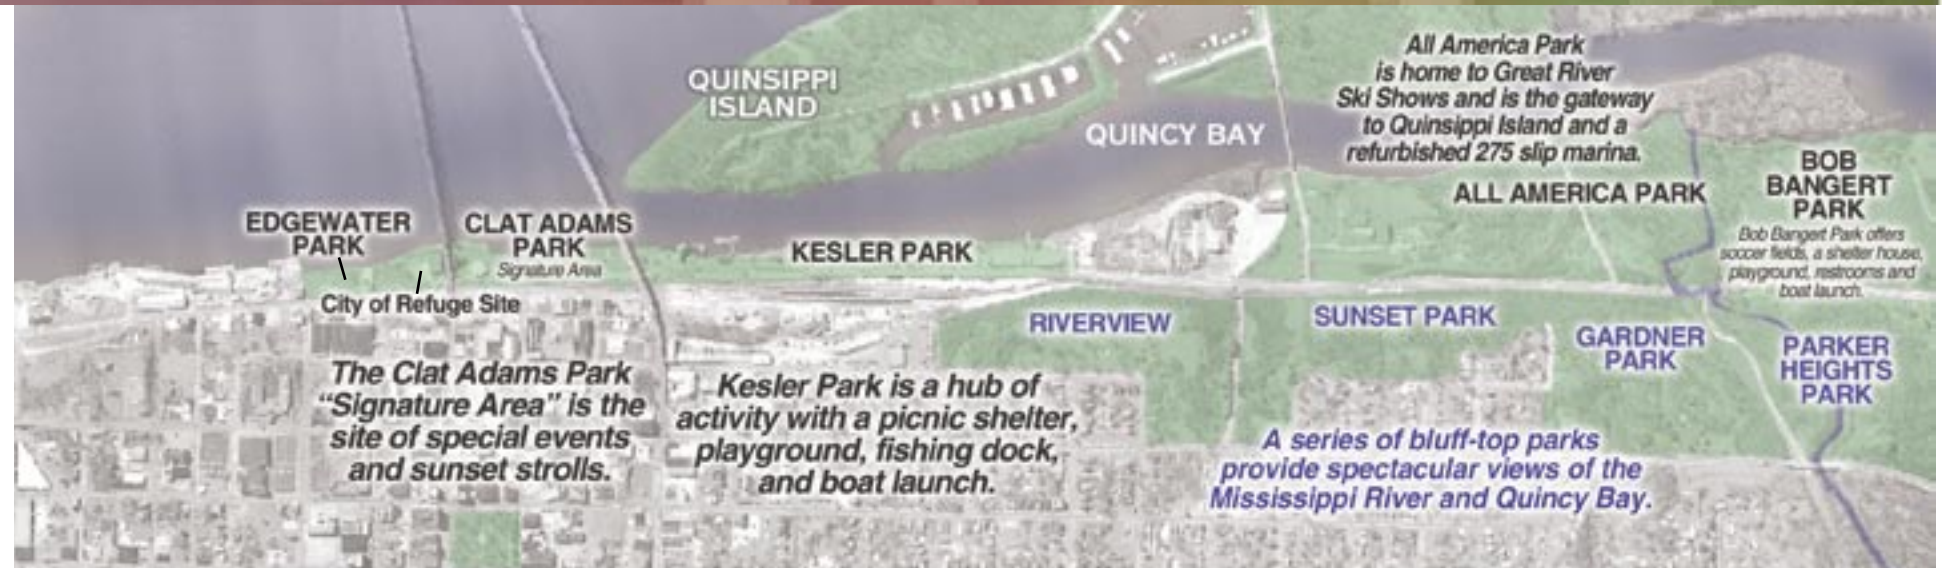 QUINSIPPI
ISLAND
QUINCY BAY
All America Park
is home to Great River
Ski Shows and is the gateway
to Quinsippi Island and a
refurbished 275 slip marina.
ALL AMERICA PARK
BOB
BANGERT
PARK
Bob Bangert Park offers
soccer fields, a shelter house,
playground, restrooms and
boat launch.
EDGEWATER
PARK
CLAT ADAMS
PARK
Signature Area
KESLER PARK
City of Refuge Site
RIVERVIEW
SUNSET PARK
GARDNER
PARK
PARKER
HEIGHTS
PARK
The Clat Adams Park
“Signature Area” is the
site of special events
and sunset strolls.
Kesler Park is a hub of
activity with a picnic shelter,
playground, fishing dock,
and boat launch.
A series of bluff-top parks
provide spectacular views of the
Mississippi River and Quincy Bay.